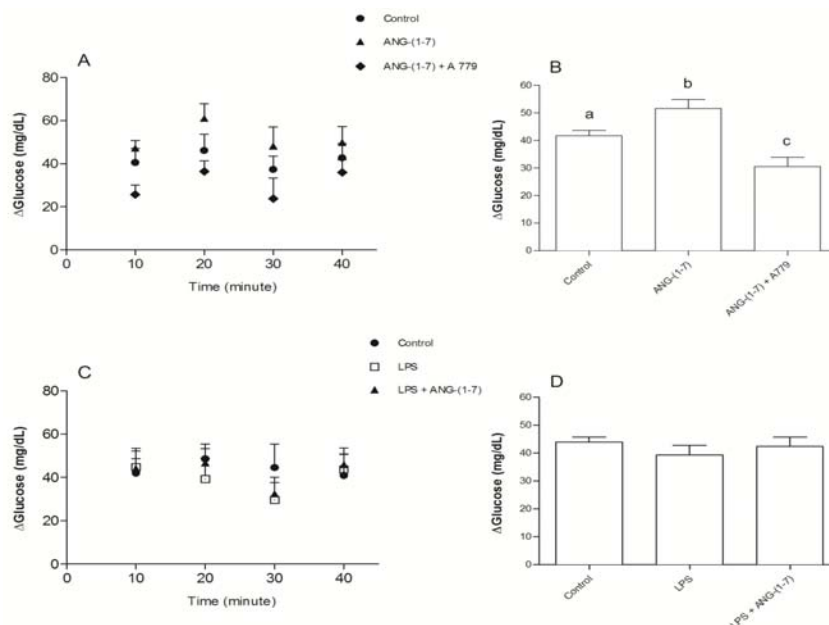 Control
ANG-(1-7)
ANG-(1-7) + A 779
A
ΔGlucose (mg/dL)
80
60
40
20
0
0 10 20 30 40
Time (minute)
B
ΔGlucose (mg/dL)
60
50
40
30
20
10
0
a
b
c
Control
ANG-(1-7)
ANG-(1-7) + A779
Control
LPS
LPS + ANG-(1-7)
C
ΔGlucose (mg/dL)
80
60
40
20
0
0 10 20 30 40
Time (minute)
D
ΔGlucose (mg/dL)
60
50
40
30
20
10
0
Control
LPS
LPS + ANG-(1-7)